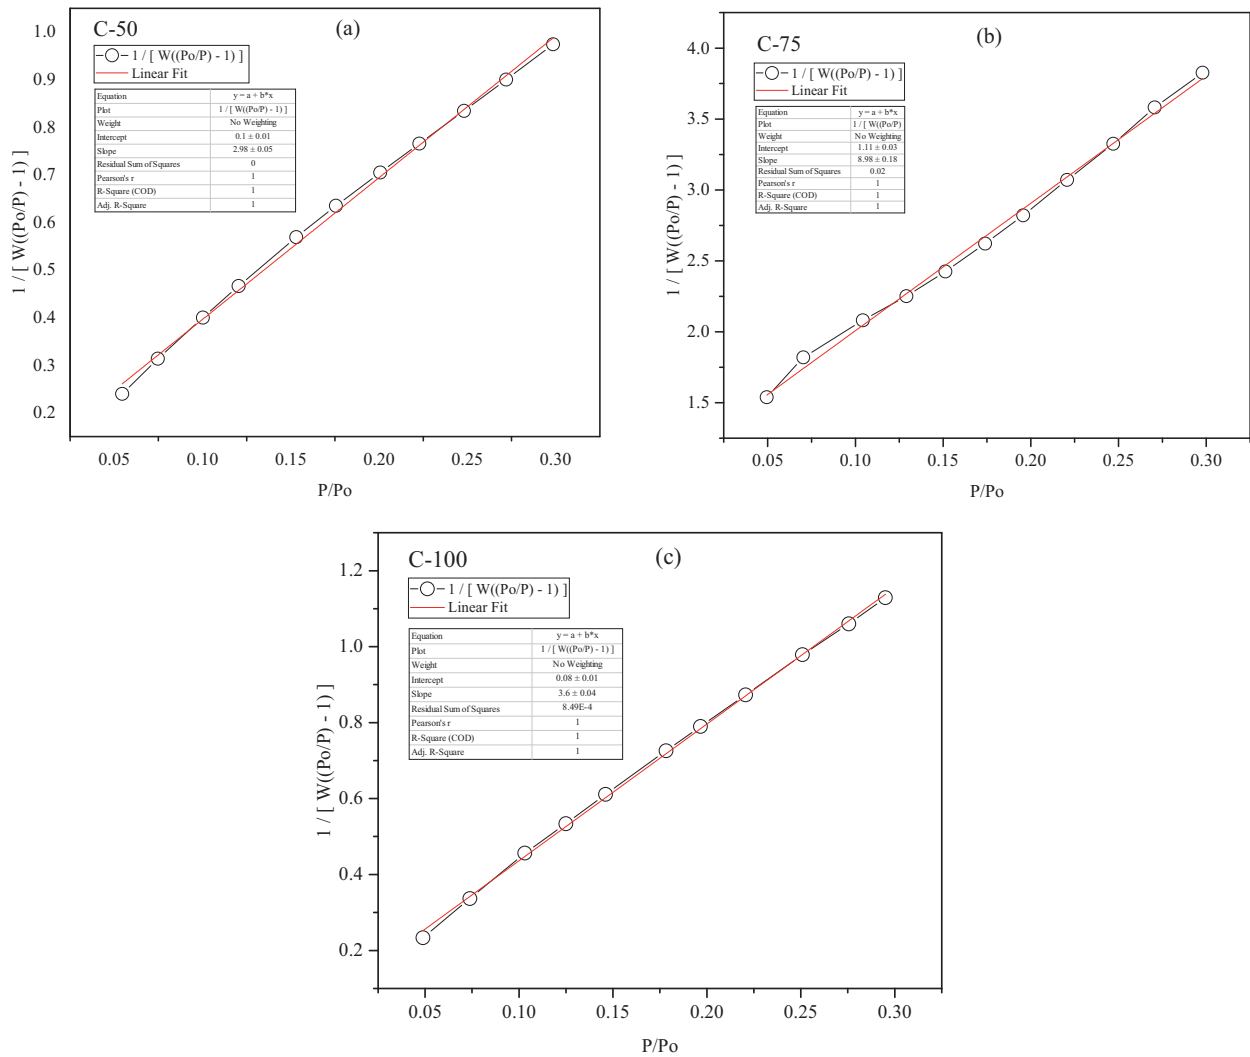 C-50
(a)
1 / [ W((Po/P) - 1) ]
Linear Fit
Equation y = a + b*x
Plot 1 / [ W((Po/P) - 1) ]
Weight No Weighting
Intercept 0.1 ± 0.01
Slope 2.98 ± 0.05
Residual Sum of Squares 0
Pearson's r 1
R-Square (COD) 1
Adj. R-Square 1
1.0
0.9
0.8
0.7
0.6
0.5
0.4
0.3
0.2
1 / [ W((Po/P) - 1) ]
0.05 0.10 0.15 0.20 0.25 0.30
P/Po
C-75
(b)
1 / [ W((Po/P) - 1) ]
Linear Fit
Equation y = a + b*x
Plot 1 / [ W((Po/P)
Weight No Weighting
Intercept 1.11 ± 0.03
Slope 8.98 ± 0.18
Residual Sum of Squares 0.02
Pearson's r 1
R-Square (COD) 1
Adj. R-Square 1
4.0
3.5
3.0
2.5
2.0
1.5
1 / [ W((Po/P) - 1) ]
0.05 0.10 0.15 0.20 0.25 0.30
P/Po
C-100
(c)
1 / [ W((Po/P) - 1) ]
Linear Fit
Equation y = a + b*x
Plot 1 / [ W((Po/P) - 1) ]
Weight No Weighting
Intercept 0.08 ± 0.01
Slope 3.6 ± 0.04
Residual Sum of Squares 8.49E-4
Pearson's r 1
R-Square (COD) 1
Adj. R-Square 1
1.2
1.0
0.8
0.6
0.4
0.2
1 / [ W((Po/P) - 1) ]
0.05 0.10 0.15 0.20 0.25 0.30
P/Po